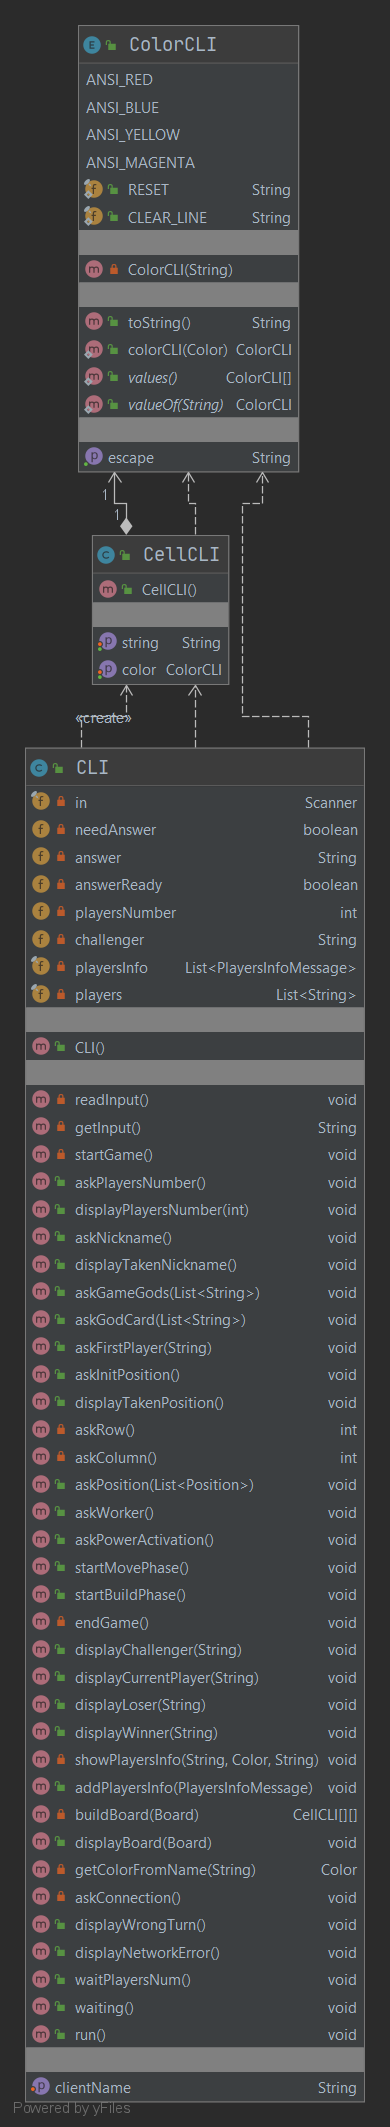 ColorCLI
ANSI_RED
ANSI_BLUE
ANSI_YELLOW
ANSI_MAGENTA
RESET String
CLEAR_LINE String
ColorCLI(String)
toString() String
colorCLI(Color) ColorCLI
values() ColorCLI[]
valueOf(String) ColorCLI
escape String
1
1
CellCLI
CellCLI()
string String
color ColorCLI
«create»
CLI
in Scanner
needAnswer boolean
answer String
answerReady boolean
playersNumber int
challenger String
playersInfo List<PlayersInfoMessage>
players List<String>
CLI()
readInput() void
getInput() String
startGame() void
askPlayersNumber() void
displayPlayersNumber(int) void
askNickname() void
displayTakenNickname() void
askGameGods(List<String>) void
askGodCard(List<String>) void
askFirstPlayer(String) void
askInitPosition() void
displayTakenPosition() void
askRow() int
askColumn() int
askPosition(List<Position>) void
askWorker() void
askPowerActivation() void
startMovePhase() void
startBuildPhase() void
endGame() void
displayChallenger(String) void
displayCurrentPlayer(String) void
displayLoser(String) void
displayWinner(String) void
showPlayersInfo(String, Color, String) void
addPlayersInfo(PlayersInfoMessage) void
buildBoard(Board) CellCLI[][]
displayBoard(Board) void
getColorFromName(String) Color
askConnection() void
displayWrongTurn() void
displayNetworkError() void
waitPlayersNum() void
waiting() void
run() void
clientName String
Powered by yFiles